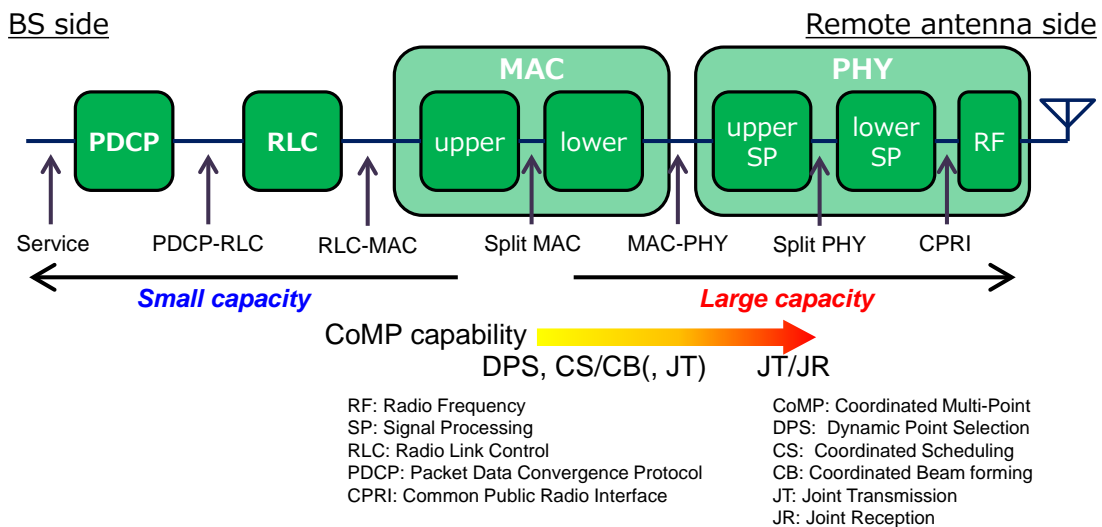 BS side
Remote antenna side
MAC
PHY
PDCP
RLC
upper
lower
upper
SP
lower
SP
RF
Service
PDCP-RLC
RLC-MAC
Split MAC
MAC-PHY
Split PHY
CPRI
Small capacity
Large capacity
CoMP capability
DPS, CS/CB(, JT)
JT/JR
RF: Radio Frequency
SP: Signal Processing
RLC: Radio Link Control
PDCP: Packet Data Convergence Protocol
CPRI: Common Public Radio Interface
CoMP: Coordinated Multi-Point
DPS: Dynamic Point Selection
CS: Coordinated Scheduling
CB: Coordinated Beam forming
JT: Joint Transmission
JR: Joint Reception